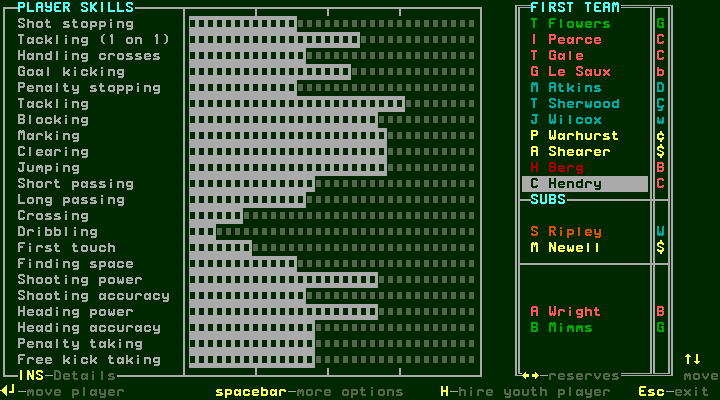 PLAYER SKILLS
Shot stopping
Tackling (1 on 1)
Handling crosses
Goal kicking
Penalty stopping
Tackling
Blocking
Marking
Clearing
Jumping
Short passing
Long passing
Crossing
Dribbling
First touch
Finding space
Shooting power
Shooting accuracy
Heading power
Heading accuracy
Penalty taking
Free kick taking
INS-Details
FIRST TEAM
T Flowers G
I Pearce C
T Gale C
G Le Saux b
M Atkins D
T Sherwood Ç
J Wilcox w
P Warhurst ¢
A Shearer $
H Berg B
C Hendry C
SUBS
S Ripley W
M Newell $
A Wright B
B Mimms G
↑↓
←→-reserves move
↵-move player spacebar-more options H-hire youth player Esc-exit